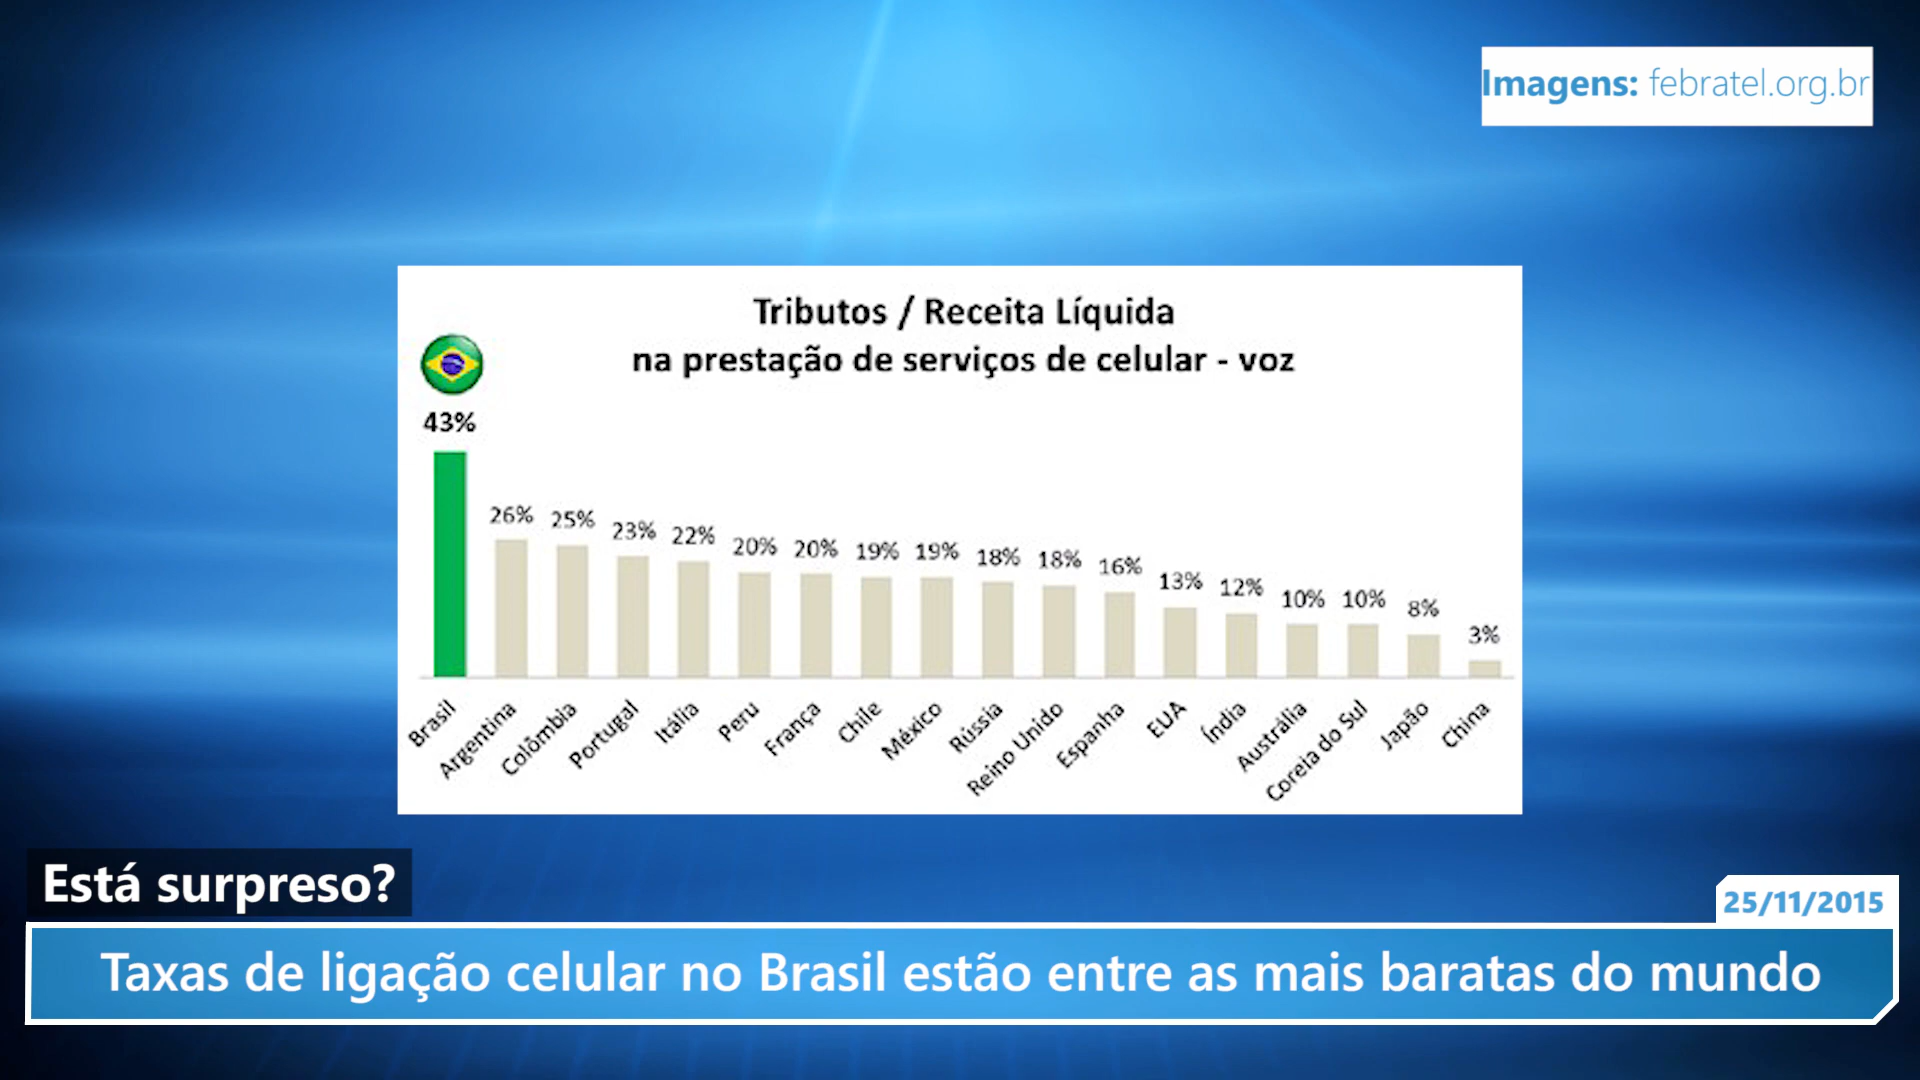 Imagens: febratel.org.br
Tributos / Receita Líquida
na prestação de serviços de celular - voz
43%
26%
25%
23%
22%
20%
20%
19%
19%
18%
18%
16%
13%
12%
10%
10%
8%
3%
Brasil
Argentina
Colômbia
Portugal
Itália
Peru
França
Chile
México
Rússia
Reino Unido
Espanha
EUA
Índia
Austrália
Coreia do Sul
Japão
China
Está surpreso?
25/11/2015
Taxas de ligação celular no Brasil estão entre as mais baratas do mundo